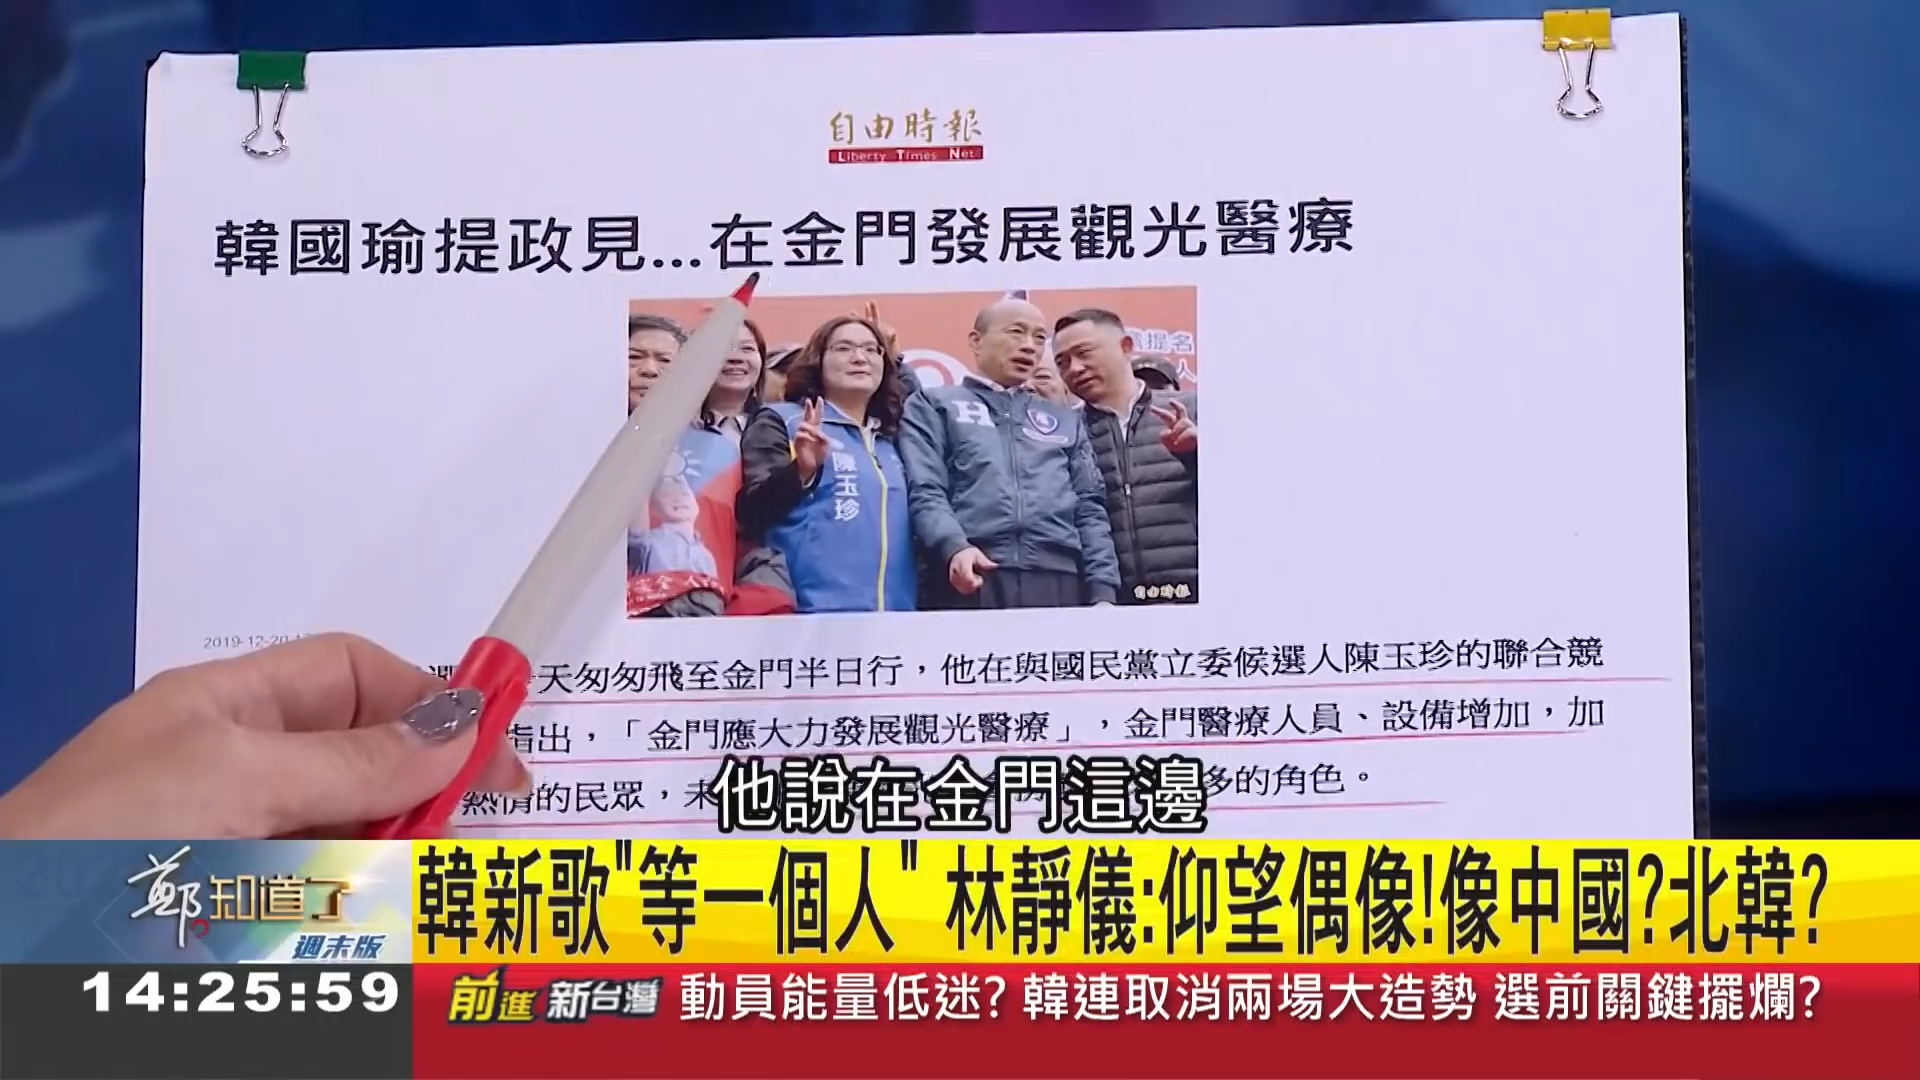 自由時報
Liberty Times Net
韓國瑜提政見...在金門發展觀光醫療
黨提名
人
H
陳玉珍
自由時報
2019-12-20
天匆匆飛至金門半日行，他在與國民黨立委候選人陳玉珍的聯合競
指出，「金門應大力發展觀光醫療」，金門醫療人員、設備增加，加
熱情的民眾，未
多的角色。
他說在金門這邊
鄭知道了
週末版
韓新歌"等一個人" 林靜儀:仰望偶像!像中國?北韓?
14:25:59
前進新台灣
動員能量低迷? 韓連取消兩場大造勢 選前關鍵擺爛?